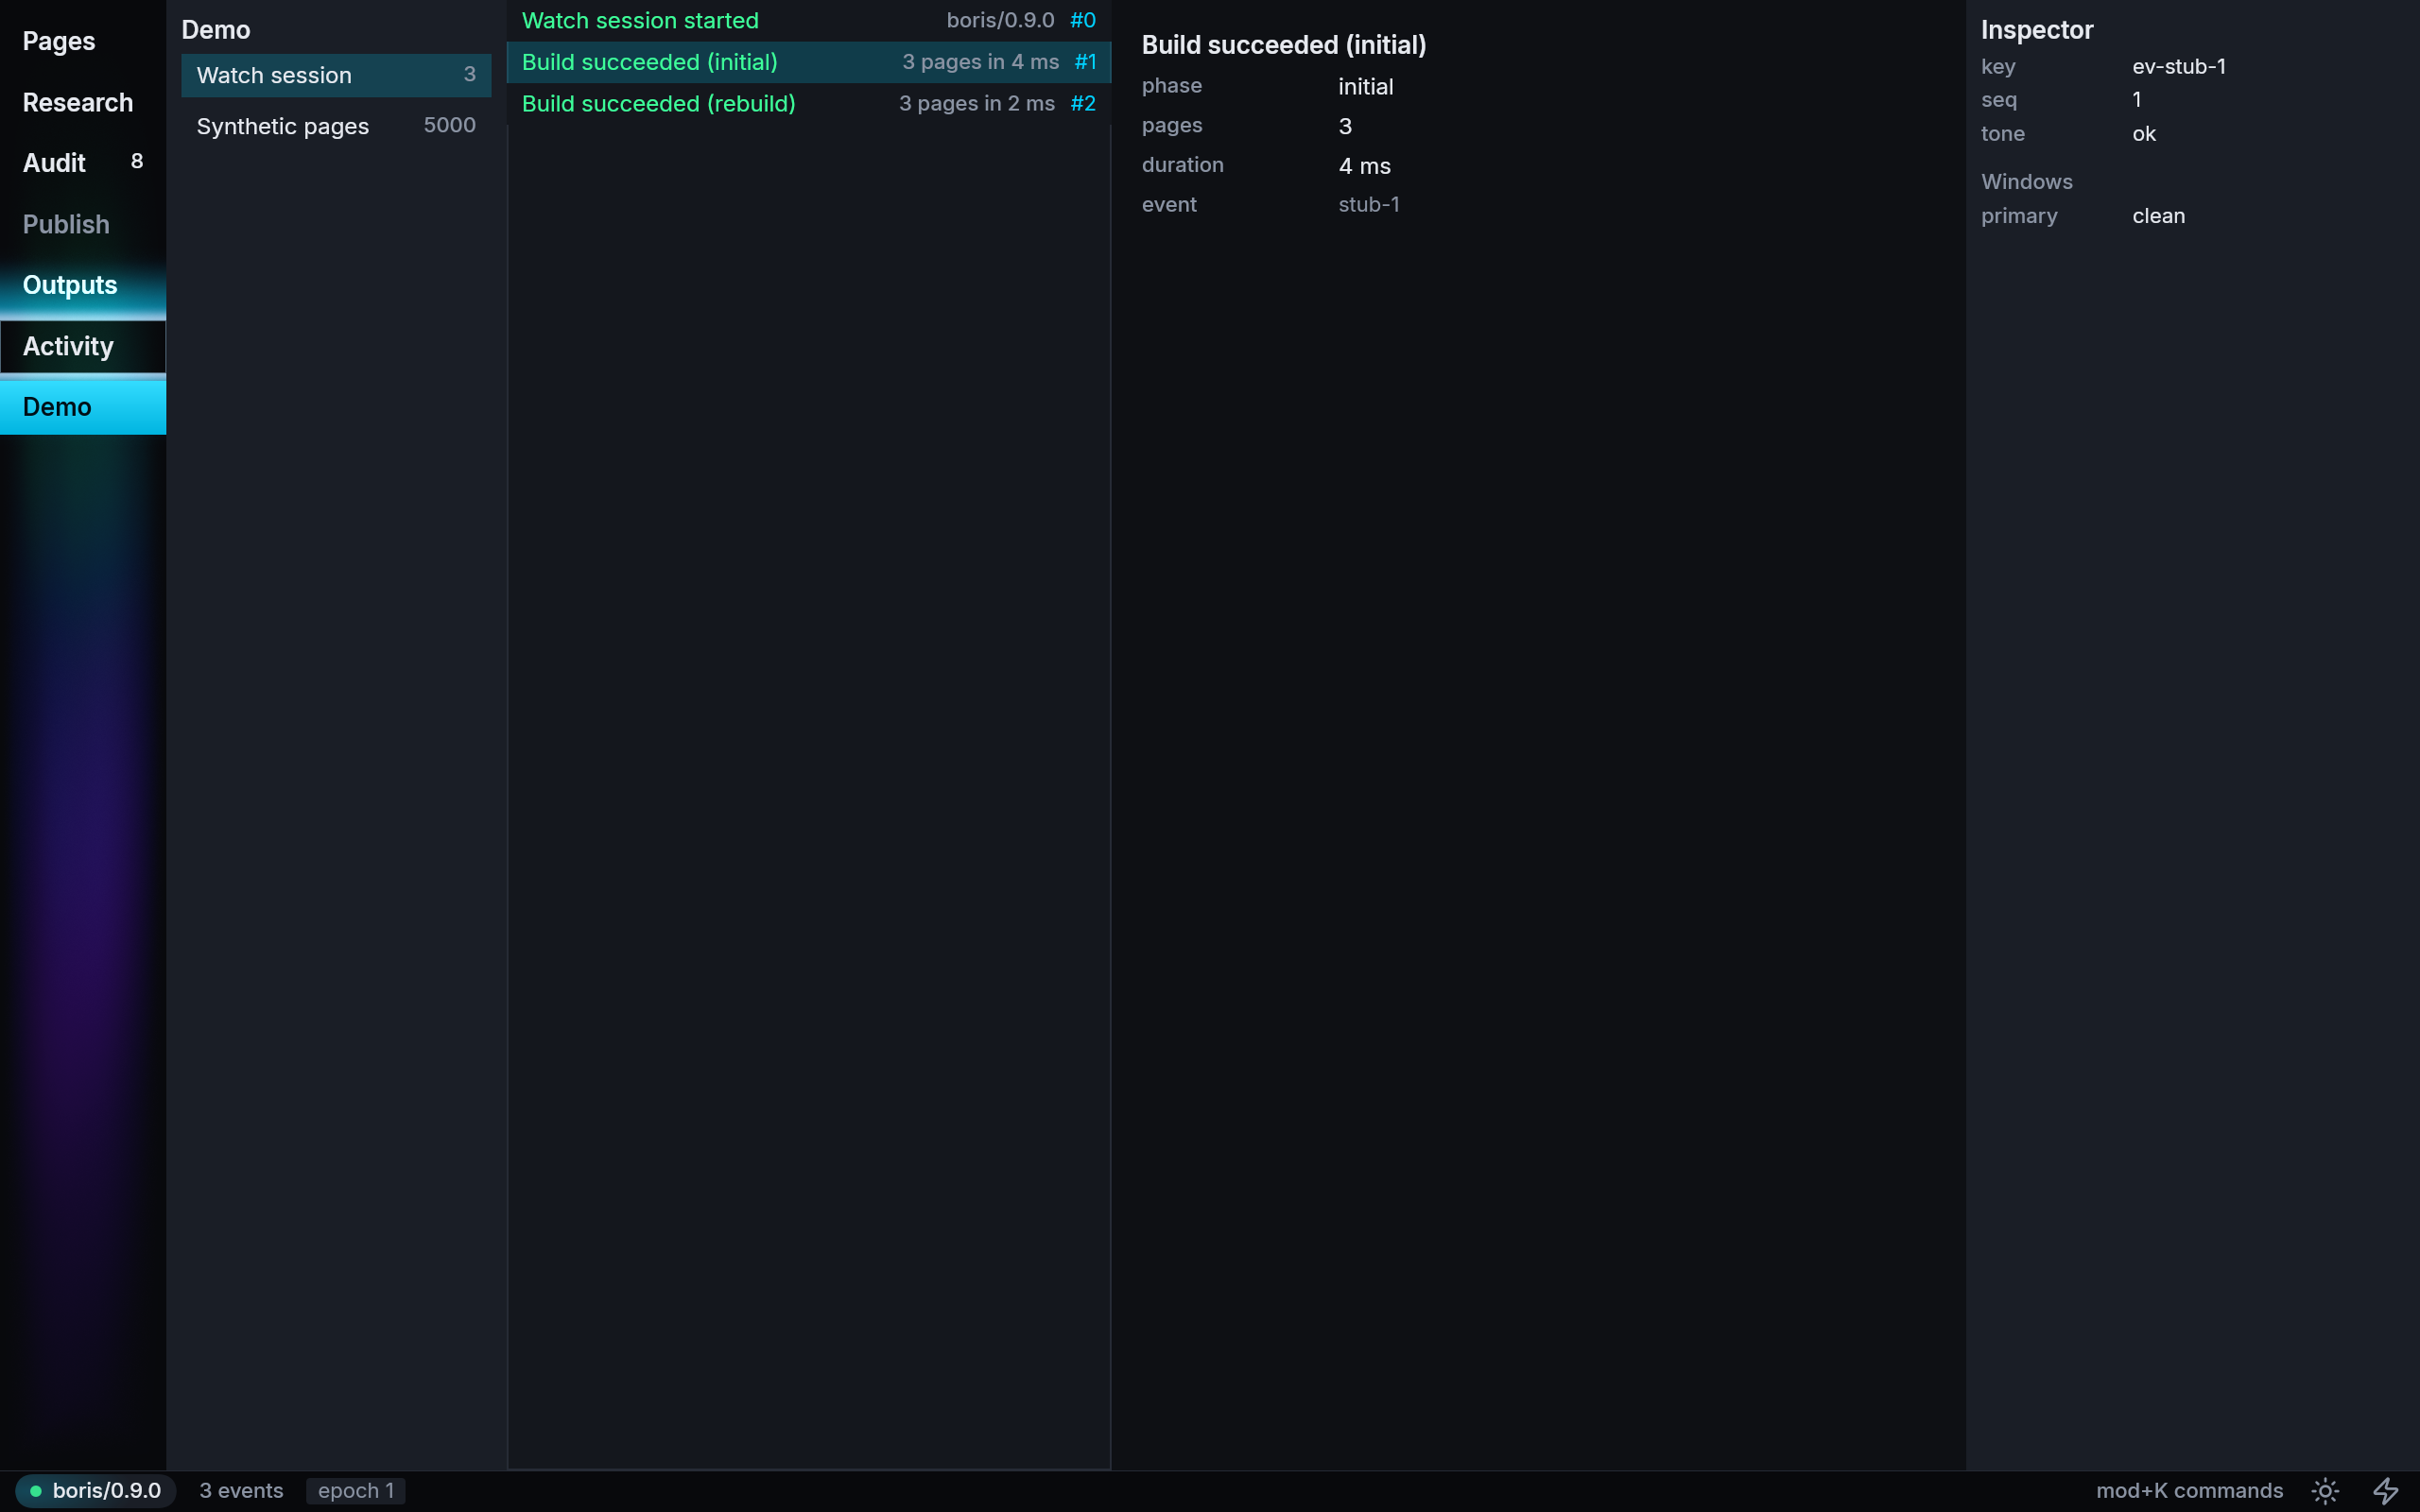 Pages
Research
Audit 8
Publish
Outputs
Activity
Demo
Demo
Watch session 3
Synthetic pages 5000
Watch session started boris/0.9.0 #0
Build succeeded (initial) 3 pages in 4 ms #1
Build succeeded (rebuild) 3 pages in 2 ms #2
Build succeeded (initial)
phase initial
pages 3
duration 4 ms
event stub-1
Inspector
key ev-stub-1
seq 1
tone ok
Windows
primary clean
boris/0.9.0 3 events epoch 1 mod+K commands